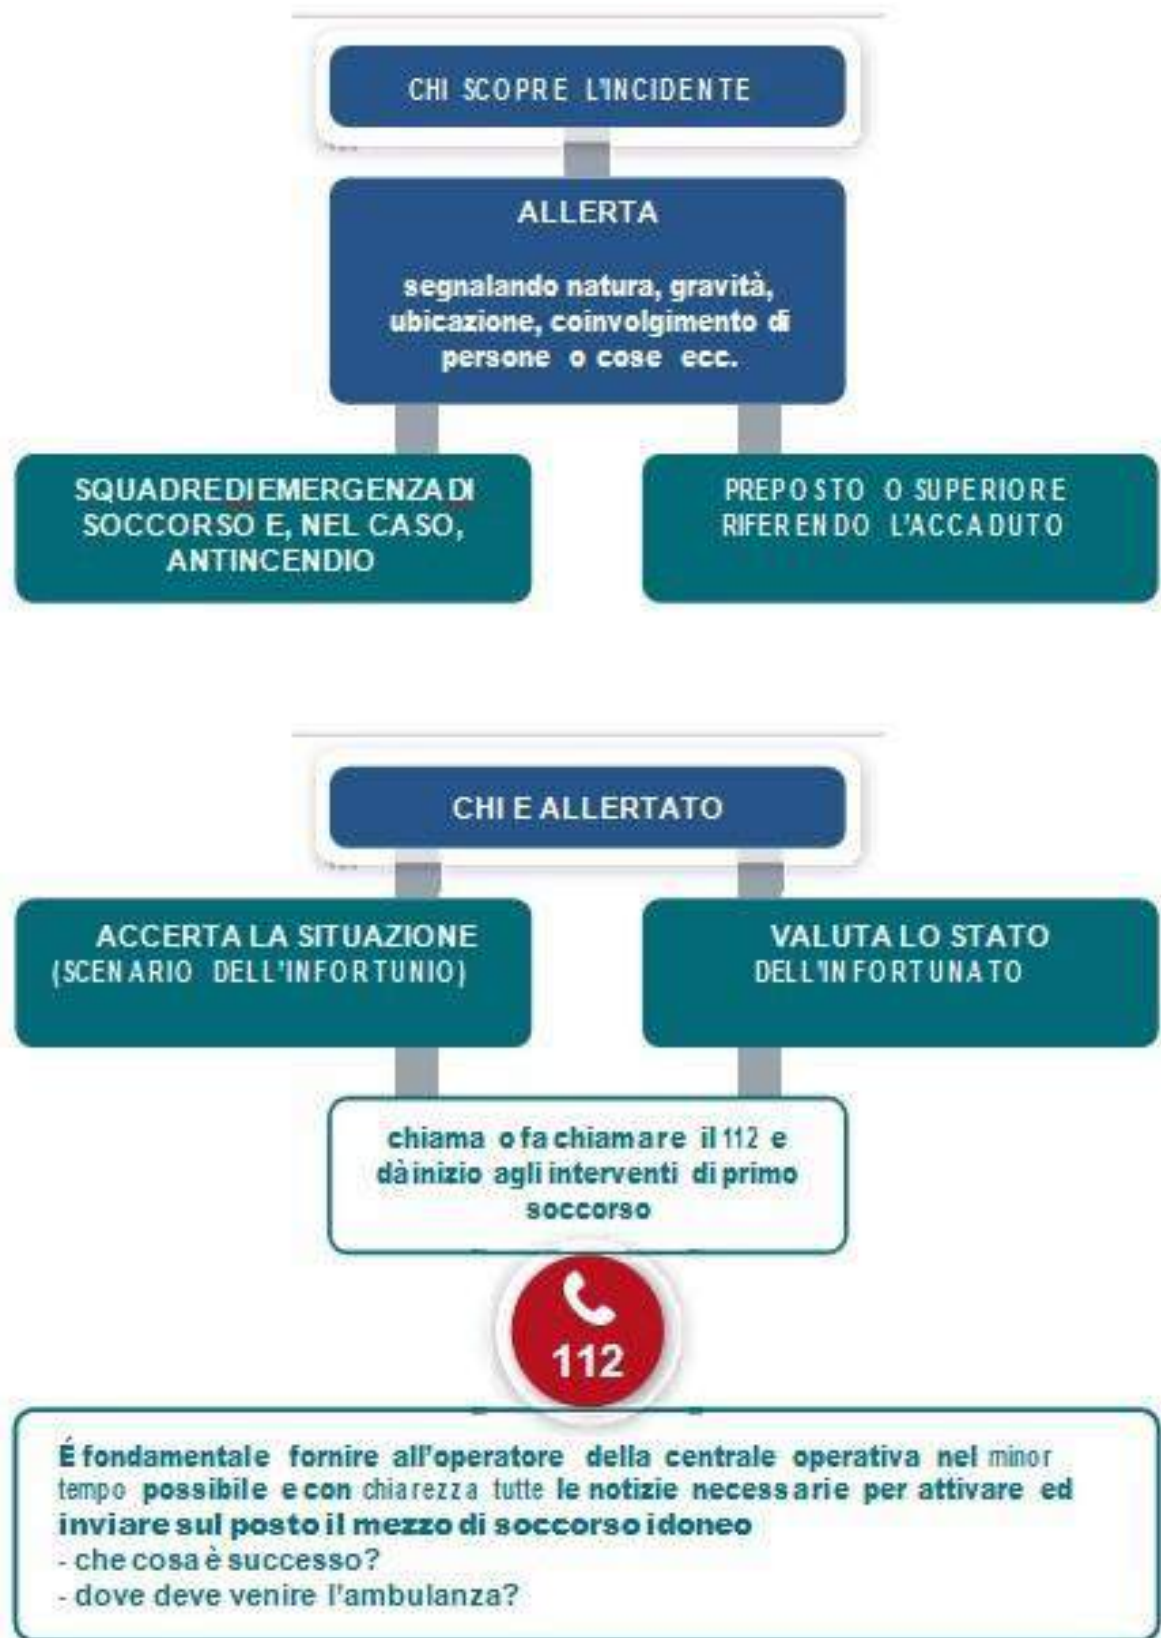 CHI SCOPRE L'INCIDENTE
ALLERTA
segnalando natura, gravità,
ubicazione, coinvolgimento di
persone o cose ecc.
SQUADRE DI EMERGENZA DI
SOCCORSO E, NEL CASO,
ANTINCENDIO
PREPOSTO O SUPERIORE
RIFERENDO L'ACCADUTO
CHI E ALLERTATO
ACCERTA LA SITUAZIONE
(SCENARIO DELL'INFORTUNIO)
VALUTA LO STATO
DELL'INFORTUNATO
chiama o fa chiamare il 112 e
dà inizio agli interventi di primo
soccorso
112
É fondamentale fornire all'operatore della centrale operativa nel minor
tempo possibile e con chiarezza tutte le notizie necessarie per attivare ed
inviare sul posto il mezzo di soccorso idoneo
- che cosa è successo?
- dove deve venire l'ambulanza?